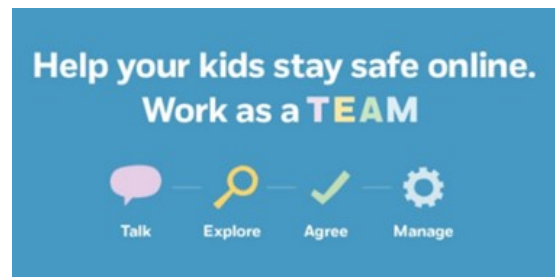 Help your kids stay safe online.
Work as a TEAM
Talk Explore Agree Manage